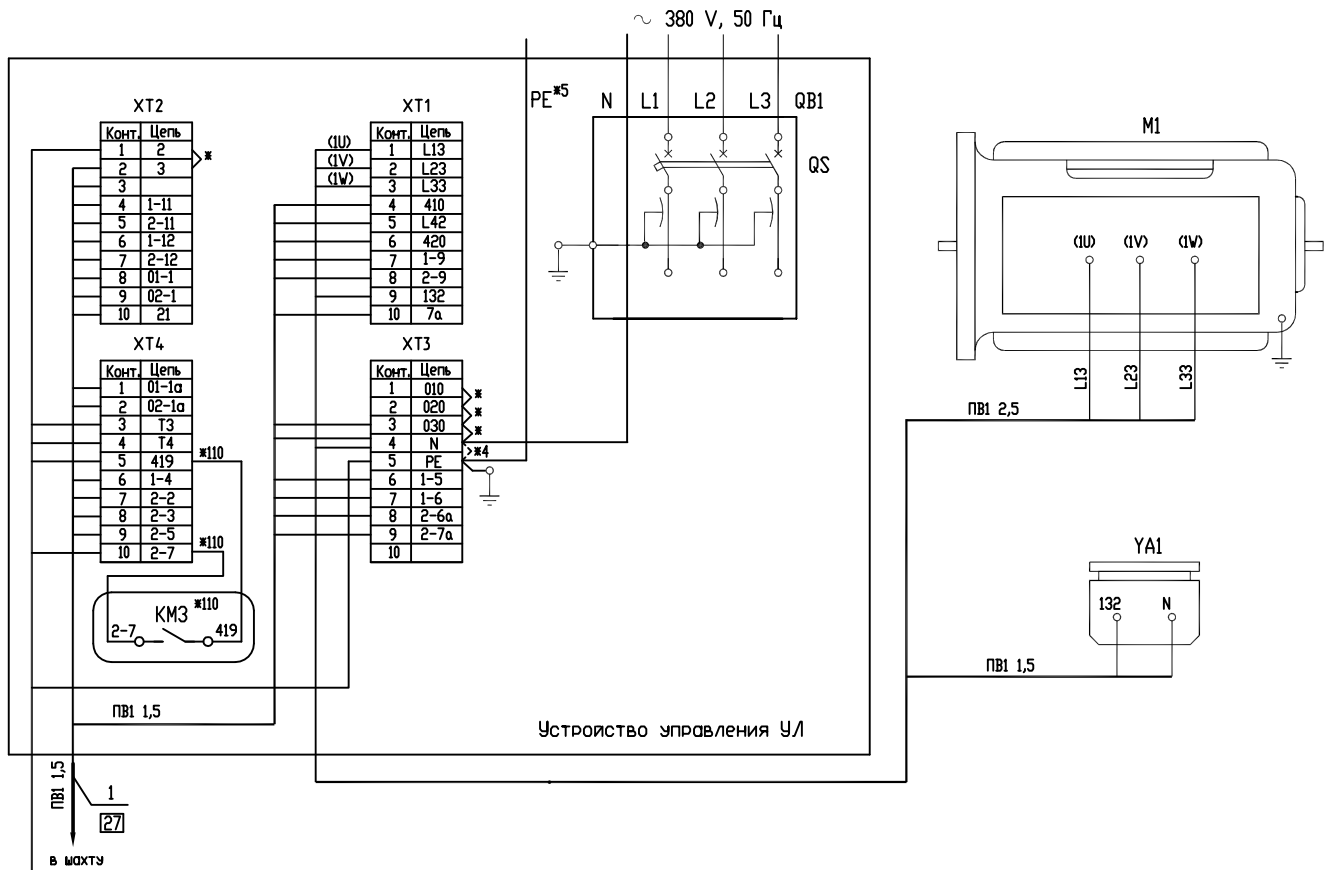 ~ 380 V, 50 Гц
PE*5 N L1 L2 L3 QB1
QS
XT2
Конт. Цепь
1 2 *
2 3
3
4 1-11
5 2-11
6 1-12
7 2-12
8 01-1
9 02-1
10 21
XT1
Конт. Цепь
(1U) 1 L13
(1V) 2 L23
(1W) 3 L33
4 410
5 L42
6 420
7 1-9
8 2-9
9 132
10 7а
XT4
Конт. Цепь
1 01-1а
2 02-1а
3 Т3
4 Т4
5 419 *110
6 1-4
7 2-2
8 2-3
9 2-5
10 2-7 *110
XT3
Конт. Цепь
1 010 *
2 020 *
3 030 *
4 N *4
5 PE
6 1-5
7 1-6
8 2-6а
9 2-7а
10
КМ3 *110
2-7 419
ПВ1 1,5
Устройство управления УЛ
ПВ1 1,5
1
27
в шахту
М1
(1U) (1V) (1W)
L13 L23 L33
ПВ1 2,5
YA1
132 N
ПВ1 1,5